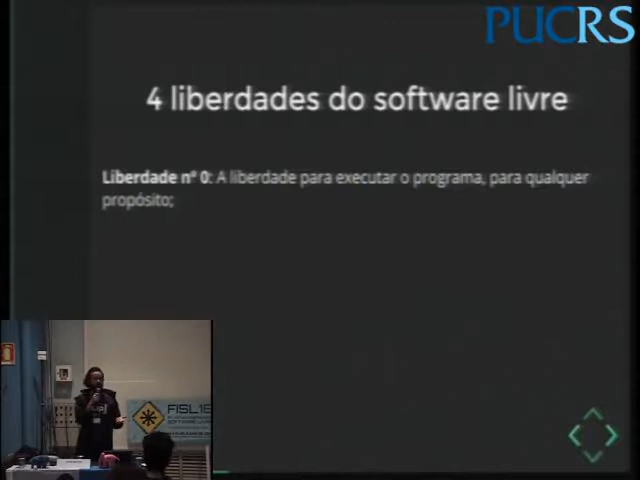 PUCRS
4 liberdades do software livre
Liberdade nº 0: A liberdade para executar o programa, para qualquer
propósito;
FISL16